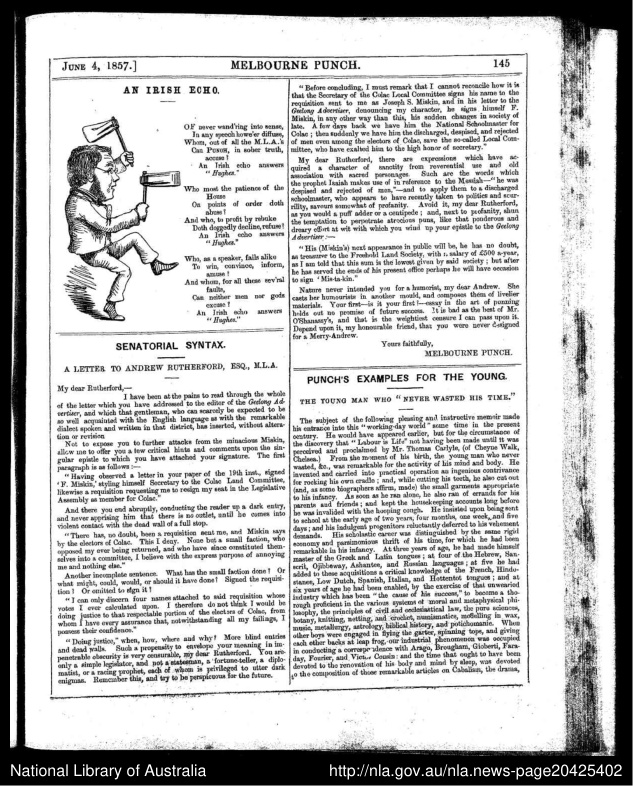 JUNE 4, 1857.]
MELBOURNE PUNCH.
145
AN IRISH ECHO.
OF never wand'ring into sense,
In any speech howe'er diffuse,
Whom, out of all the M.L.A.'s
Can PUNCH, in sober truth,
accuse?
An Irish echo answers
"Hughes."
Who most the patience of the
House
On points of order doth
abuse!
And who, to profit by rebuke
Doth doggedly decline, refuse!
An Irish echo answers
"Hughes."
Who, as a speaker, fails alike
To win, convince, inform,
amuse!
And whom, for all these sev'ral
faults,
Can neither men nor gods
excuse?
An Irish echo answers
"Hughes."
SENATORIAL SYNTAX.
A LETTER TO ANDREW RUTHERFORD, ESQ., M.L.A.
My dear Rutherford,—
I have been at the pains to read through the whole
of the letter which you have addressed to the editor of the Geelong Ad-
vertiser, and which that gentleman, who can scarcely be expected to be
so well acquainted with the English language as with the remarkable
dialect spoken and written in that district, has inserted, without altera-
tion or revision
Not to expose you to further attacks from the minacious Miskin,
allow me to offer you a few critical hints and comments upon the sin-
gular epistle to which you have attached your signature. The first
paragraph is as follows:—
"Having observed a letter in your paper of the 19th inst., signed
'F. Miskin,' styling himself Secretary to the Colac Land Committee,
likewise a requisition requesting me to resign my seat in the Legislative
Assembly as member for Colac."
And there you end abruptly, conducting the reader up a dark entry,
and never apprising him that there is no outlet, until he comes into
violent contact with the dead wall of a full stop.
"There has, no doubt, been a requisition sent me, and Miskin says
by the electors of Colac. This I deny. None but a small faction, who
opposed my ever being returned, and who have since constituted them-
selves into a committee, I believe with the express purpose of annoying
me and nothing else."
Another incomplete sentence. What has the small faction done? Or
what might, could, would, or should it have done? Signed the requisi-
tion? Or omitted to sign it?
"I can only discern four names attached to said requisition whose
votes I ever calculated upon. I therefore do not think I would be
doing justice to that respectable portion of the electors of Colac, from
whom I have every assurance that, notwithstanding all my failings, I
possess their confidence."
"Doing justice," when, how, where and why? More blind entries
and dead walls. Such a propensity to envelope your meaning in im-
penetrable obscurity is very censurable, my dear Rutherford. You are
only a simple legislator, and not a statesman, a fortune-teller, a diplo-
matist, or a racing prophet, each of whom is privileged to utter dark
enigmas. Remember this, and try to be perspicuous for the future.
"Before concluding, I must remark that I cannot reconcile how it is
that the Secretary of the Colac Local Committee signs his name to the
requisition sent to me as Joseph S. Miskin, and in his letter to the
Geelong Advertiser, denouncing my character, he signs himself F.
Miskin, in any other way than this, his sudden changes in society of
late. A few days back we have him the National Schoolmaster for
Colac; then suddenly we have him the discharged, despised, and rejected
of men even among the electors of Colac, save the so-called Local Com-
mittee, who have exalted him to the high honor of secretary."
My dear Rutherford, there are expressions which have ac-
quired a character of sanctity from reverential use and old
association with sacred personages. Such are the words which
the prophet Isaiah makes use of in reference to the Messiah—"he was
despised and rejected of men,"—and to apply them to a discharged
schoolmaster, who appears to have recently taken to politics and scur-
rility, savours somewhat of profanity. Avoid it, my dear Rutherford,
as you would a puff adder or a centipede; and, next to profanity, shun
the temptation to perpetrate atrocious puns, like that ponderous and
dreary effort at wit with which you wind up your epistle to the Geelong
Advertiser:—
"His (Miskin's) next appearance in public will be, he has no doubt,
as treasurer to the Freehold Land Society, with a salary of £500 a-year,
as I am told that this sum is the lowest given by said society; but after
he has served the ends of his present office perhaps he will have occasion
to sign 'Mis-ta-kin.'"
Nature never intended you for a humorist, my dear Andrew. She
casts her humourists in another mould, and composes them of livelier
materials. Your first—is it your first?—essay in the art of punning
holds out no promise of future success. It is bad as the best of Mr.
O'Shanassy's, and that is the weightiest censure I can pass upon it.
Depend upon it, my honourable friend, that you were never designed
for a Merry-Andrew.
Yours faithfully,
MELBOURNE PUNCH.
PUNCH'S EXAMPLES FOR THE YOUNG.
THE YOUNG MAN WHO "NEVER WASTED HIS TIME."
The subject of the following pleasing and instructive memoir made
his entrance into this "working-day world" some time in the present
century. He would have appeared earlier, but for the circumstance of
the discovery that "Labour is Life" not having been made until it was
perceived and proclaimed by Mr. Thomas Carlyle, (of Cheyne Walk,
Chelsea.) From the moment of his birth, the young man who never
wasted, &c., was remarkable for the activity of his mind and body. He
invented and carried into practical operation an ingenious contrivance
for rocking his own cradle; and, while cutting his teeth, he also cut out
(and, as some biographers affirm, made) the small garments appropriate
to his infancy. As soon as he ran alone, he also ran of errands for his
parents and friends; and kept the housekeeping accounts long before
he was invalided with the hooping cough. He insisted upon being sent
to school at the early age of two years, four months, one week, and five
days; and his indulgent progenitors reluctantly deferred to his vehement
demands. His scholastic career was distinguished by the same rigid
economy and parsimonious thrift of his time, for which he had been
remarkable in his infancy. At three years of age, he had made himself
master of the Greek and Latin tongues; at four of the Hebrew, San-
scrit, Ojibbeway, Ashantee, and Russian languages; at five he had
added to these acquisitions a critical knowledge of the French, Hindo-
stanee, Low Dutch, Spanish, Italian, and Hottentot tongues; and at
six years of age he had been enabled, by the exercise of that unwearied
industry which has been "the cause of his success," to become a tho-
rough proficient in the various systems of moral and metaphysical phi-
losophy, the principles of civil and ecclesiastical law, the pure sciences,
botany, knitting, netting, and crochet, numismatics, modelling in wax,
music, metallurgy, astrology, biblical history, and potichomanie. When
other boys were engaged in flying the garter, spinning tops, and giving
each other backs at leap frog, our industrial phenomenon was occupied
in conducting a correspondence with Arago, Brougham, Gioberti, Fara-
day, Fourier, and Victor Cousin: and the time that ought to have been
devoted to the renovation of his body and mind by sleep, was devoted
to the composition of those remarkable articles on Cabalism, the drama,
National Library of Australia
http://nla.gov.au/nla.news-page20425402